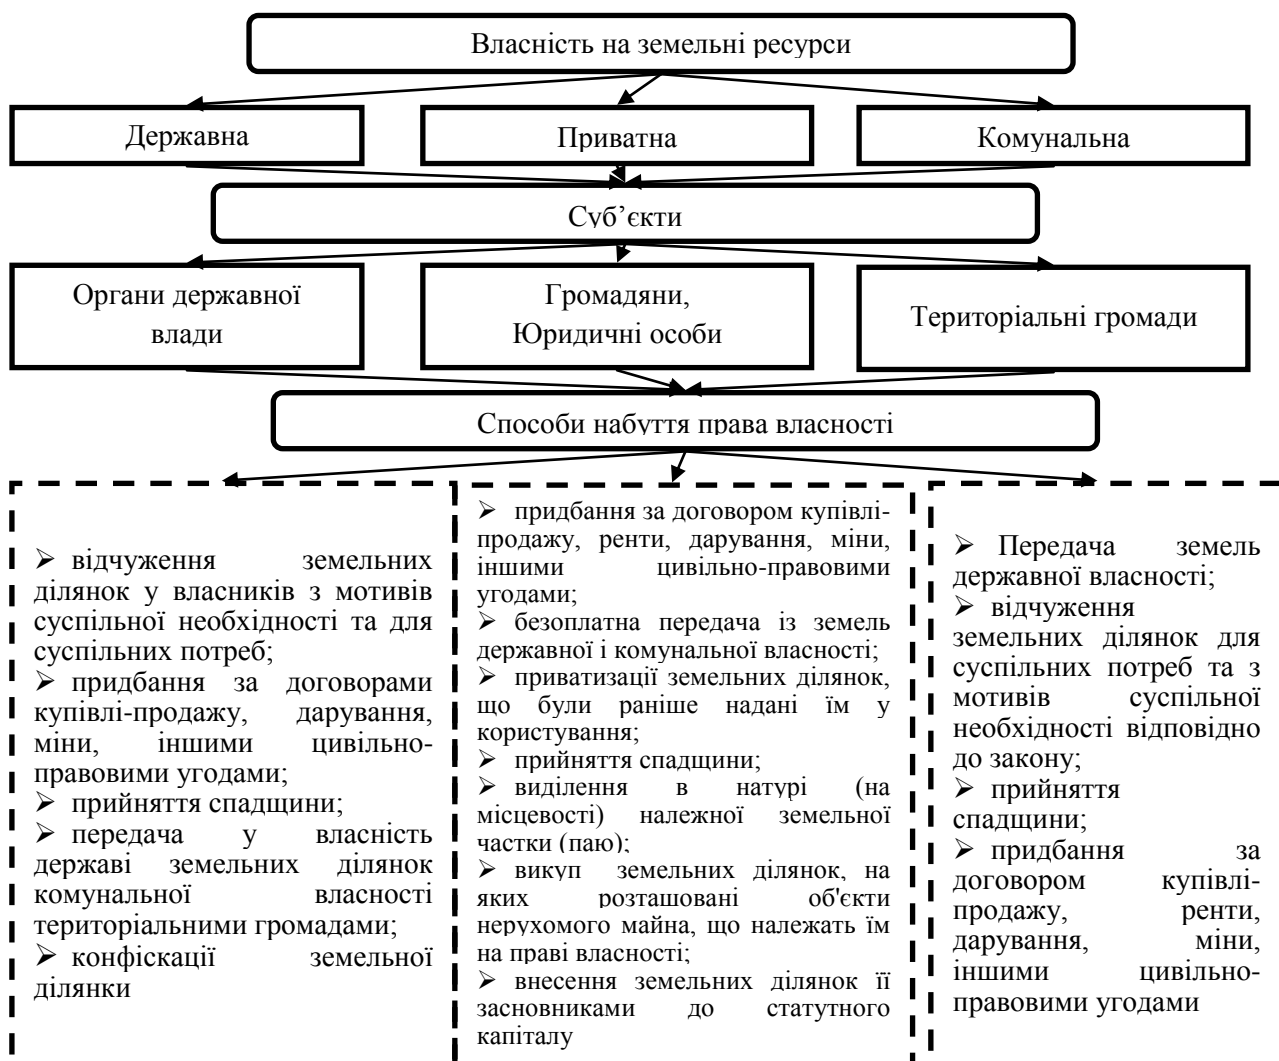 Власність на земельні ресурси
Державна
Приватна
Комунальна
Суб’єкти
Органи державної
влади
Громадяни,
Юридичні особи
Територіальні громади
Способи набуття права власності
➢ відчуження земельних
ділянок у власників з мотивів
суспільної необхідності та для
суспільних потреб;
➢ придбання за договорами
купівлі-продажу, дарування,
міни, іншими цивільно-
правовими угодами;
➢ прийняття спадщини;
➢ передача у власність
державі земельних ділянок
комунальної власності
територіальними громадами;
➢ конфіскації земельної
ділянки
➢ придбання за договором купівлі-
продажу, ренти, дарування, міни,
іншими цивільно-правовими
угодами;
➢ безоплатна передача із земель
державної і комунальної власності;
➢ приватизації земельних ділянок,
що були раніше надані їм у
користування;
➢ прийняття спадщини;
➢ виділення в натурі (на
місцевості) належної земельної
частки (паю);
➢ викуп земельних ділянок, на
яких розташовані об'єкти
нерухомого майна, що належать їм
на праві власності;
➢ внесення земельних ділянок її
засновниками до статутного
капіталу
➢ Передача земель
державної власності;
➢ відчуження
земельних ділянок для
суспільних потреб та з
мотивів суспільної
необхідності відповідно
до закону;
➢ прийняття
спадщини;
➢ придбання за
договором купівлі-
продажу, ренти,
дарування, міни,
іншими цивільно-
правовими угодами